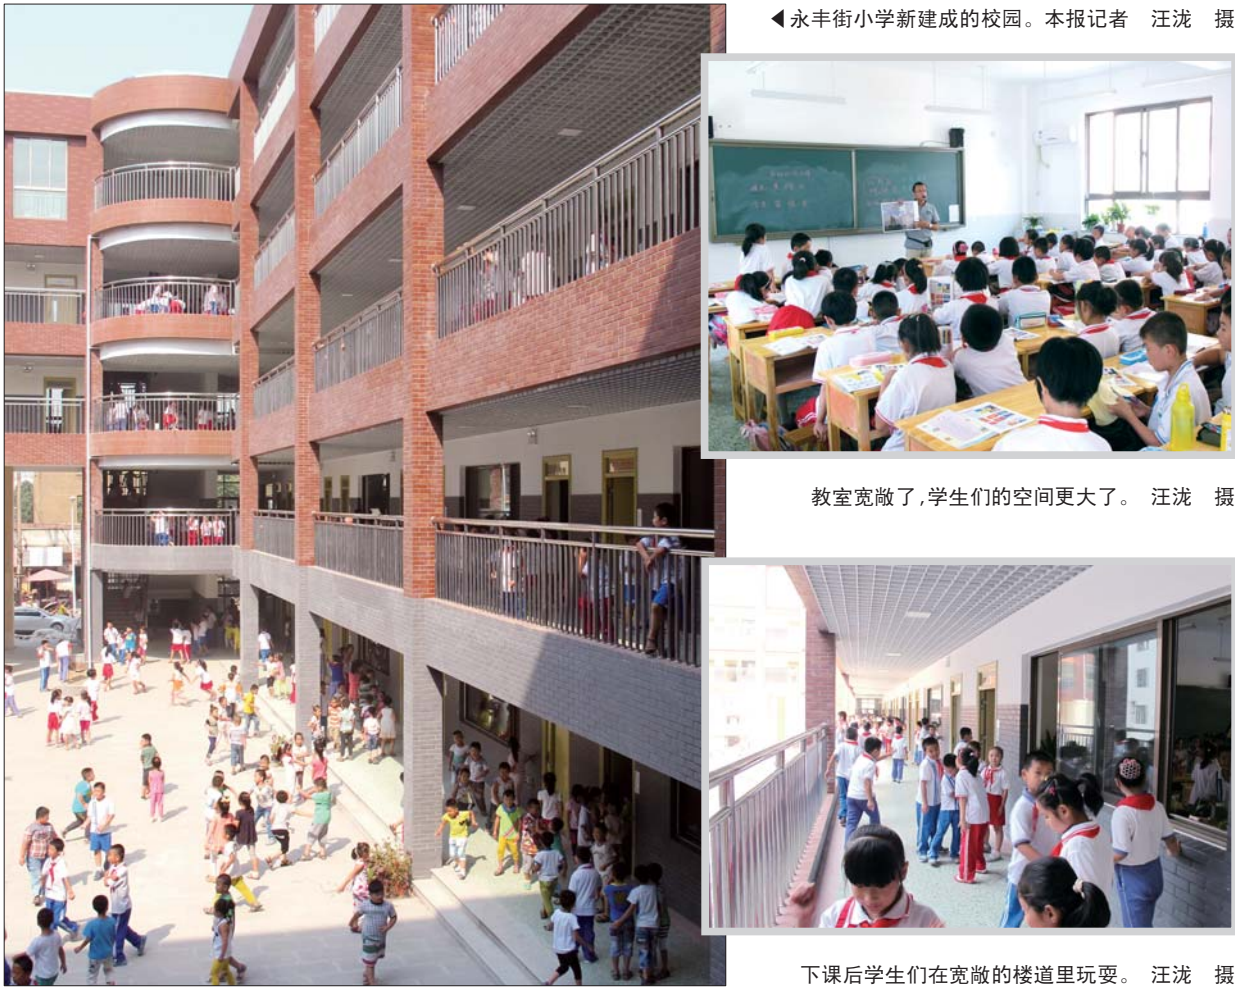 ◀永丰街小学新建成的校园。本报记者　汪泷　摄
教室宽敞了,学生们的空间更大了。　汪泷　摄
下课后学生们在宽敞的楼道里玩耍。　汪泷　摄